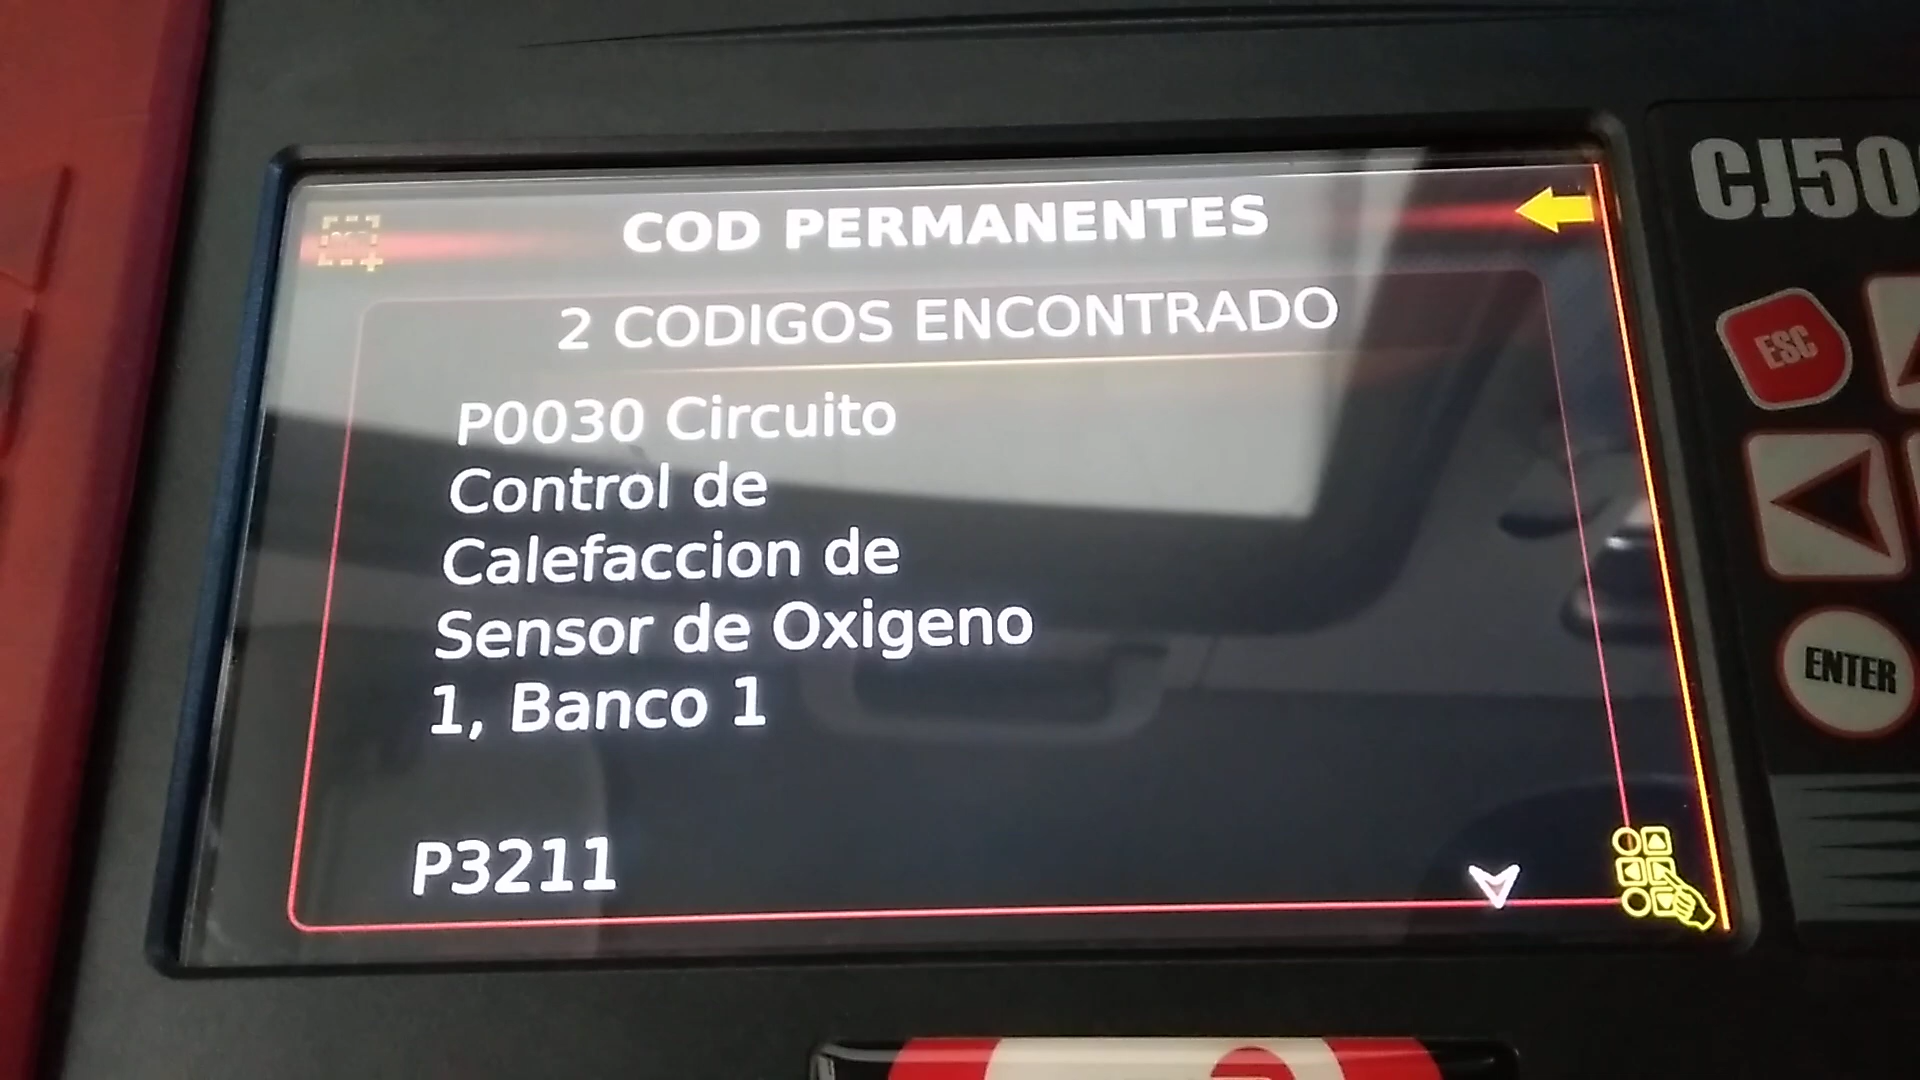 COD PERMANENTES
2 CODIGOS ENCONTRADO
P0030 Circuito
Control de
Calefaccion de
Sensor de Oxigeno
1, Banco 1
P3211
CJ50
ESC
ENTER